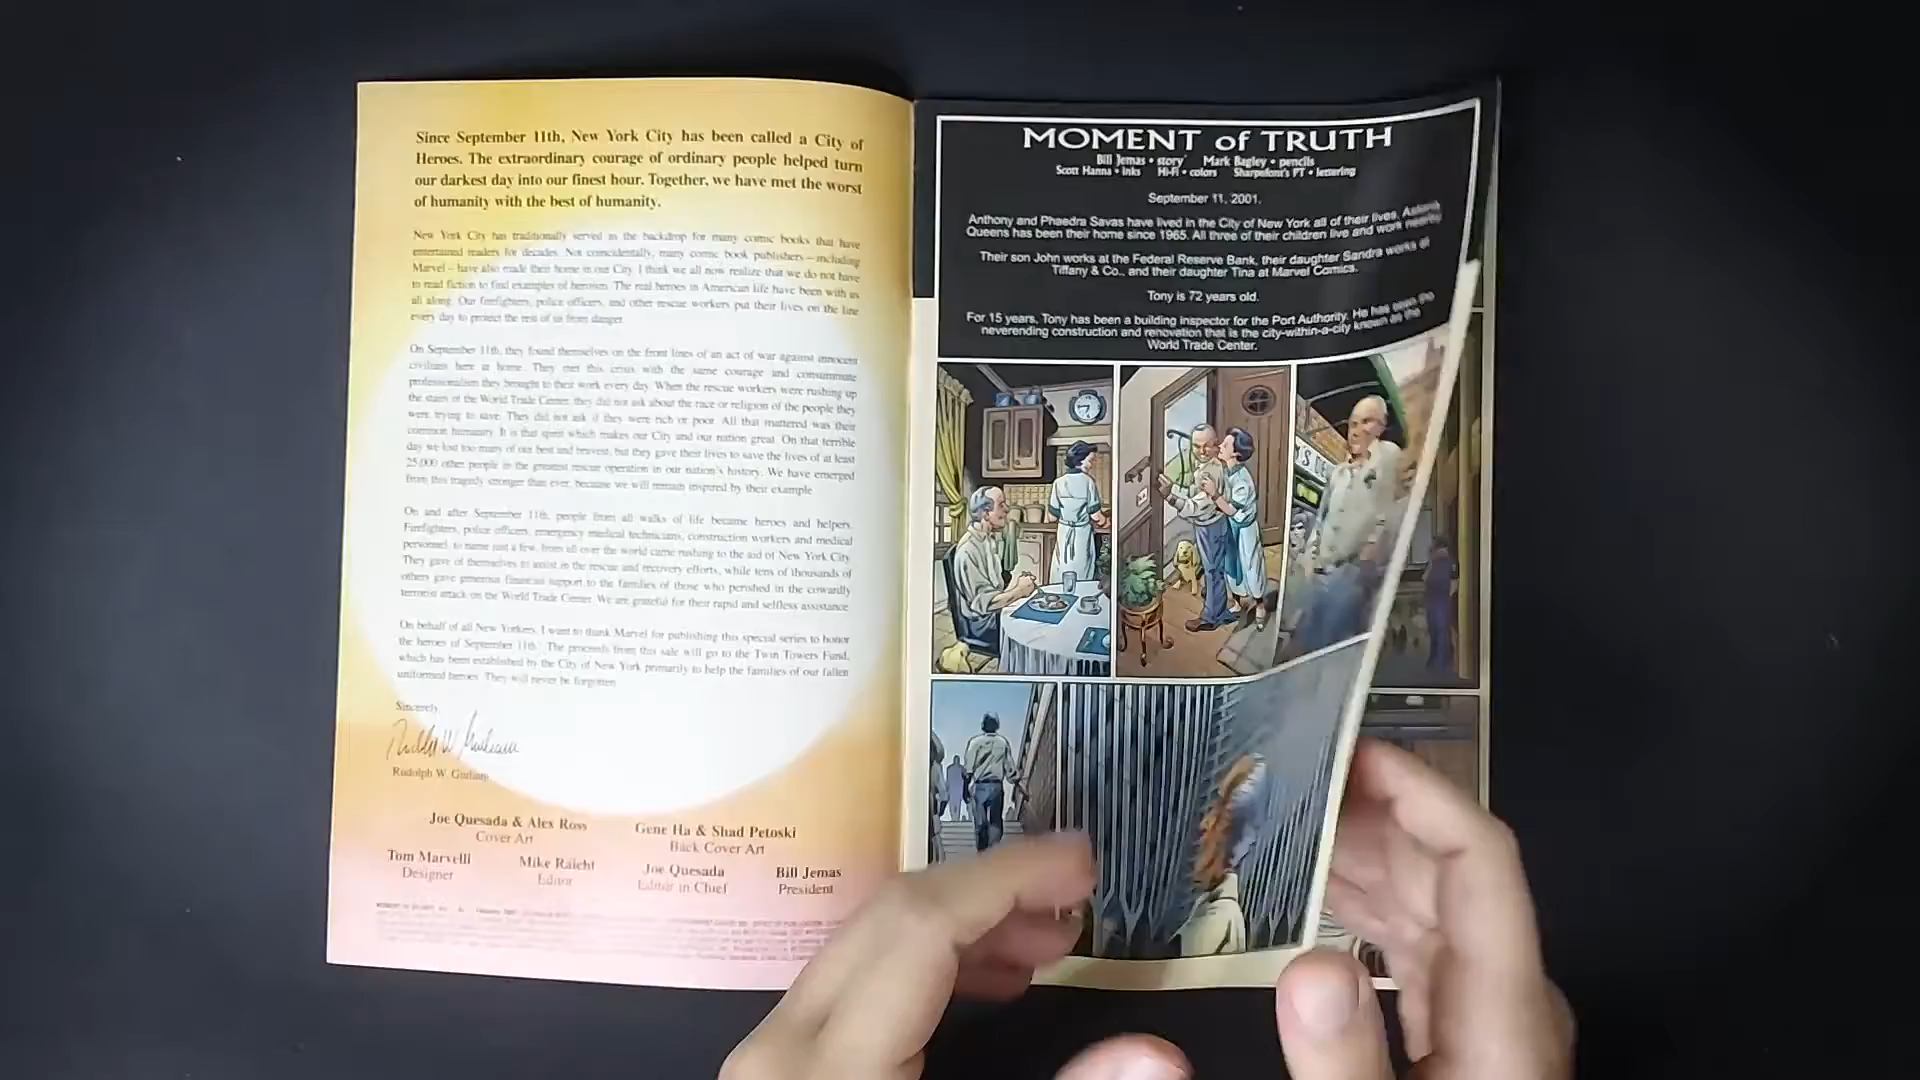 Since September 11th, New York City has been called a City of
Heroes. The extraordinary courage of ordinary people helped turn
our darkest day into our finest hour. Together, we have met the worst
of humanity with the best of humanity.
New York City has traditionally served as the backdrop for many comic books that have
entertained readers for decades. Not coincidentally, many comic book publishers – including
Marvel – have also made their home in our City. I think we all now realize that we do not have
to read fiction to find examples of heroism. The real heroes in American life have been with us
all along. Our firefighters, police officers, and other rescue workers put their lives on the line
every day to protect the rest of us from danger.
On September 11th, they found themselves on the front lines of an act of war against innocent
civilians here at home. They met this crisis with the same courage and consummate
professionalism they brought to their work every day. When the rescue workers were rushing up
the stairs of the World Trade Center, they did not ask about the race or religion of the people they
were trying to save. They did not ask if they were rich or poor. All that mattered was their
common humanity. It is that spirit which makes our City and our nation great. On that terrible
day we lost too many of our best and bravest, but they gave their lives to save the lives of at least
25,000 other people in the greatest rescue operation in our nation's history. We have emerged
from this tragedy stronger than ever, because we will remain inspired by their example.
On and after September 11th, people from all walks of life became heroes and helpers.
Firefighters, police officers, emergency medical technicians, construction workers and medical
personnel, to name just a few, from all over the world came rushing to the aid of New York City.
They gave of themselves to assist in the rescue and recovery efforts, while tens of thousands of
others gave generous financial support to the families of those who perished in the cowardly
terrorist attack on the World Trade Center. We are grateful for their rapid and selfless assistance.
On behalf of all New Yorkers, I want to thank Marvel for publishing this special series to honor
the heroes of September 11th. The proceeds from this sale will go to the Twin Towers Fund,
which has been established by the City of New York primarily to help the families of our fallen
uniformed heroes. They will never be forgotten.
Sincerely,
Rudolph W. Giuliani
Joe Quesada & Alex Ross
Cover Art
Gene Ha & Shad Petoski
Back Cover Art
Tom Marvelli
Designer
Mike Raicht
Editor
Joe Quesada
Editor in Chief
Bill Jemas
President
MOMENT of TRUTH
Bill Jemas • story Mark Bagley • pencils
Scott Hanna • inks Hi-Fi • colors Sharpefont's PT • lettering
September 11, 2001.
Anthony and Phaedra Savas have lived in the City of New York all of their lives. Astoria
Queens has been their home since 1965. All three of their children live and work nearby
Their son John works at the Federal Reserve Bank, their daughter Sandra works at
Tiffany & Co., and their daughter Tina at Marvel Comics.
Tony is 72 years old.
For 15 years, Tony has been a building inspector for the Port Authority. He has seen the
neverending construction and renovation that is the city-within-a-city known as the
World Trade Center.